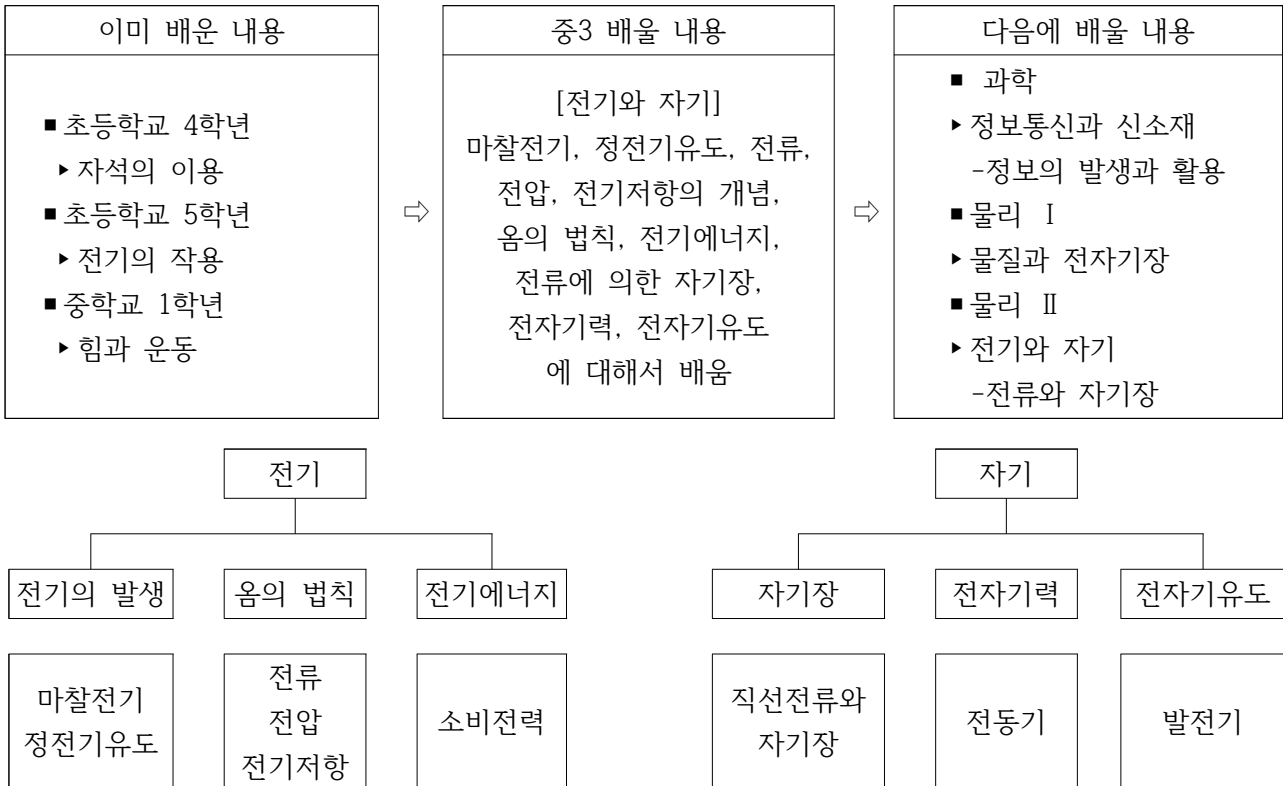 이미 배운 내용
■ 초등학교 4학년
▸ 자석의 이용
■ 초등학교 5학년
▸ 전기의 작용
■ 중학교 1학년
▸ 힘과 운동
⇨
중3 배울 내용
[전기와 자기]
마찰전기, 정전기유도, 전류,
전압, 전기저항의 개념,
옴의 법칙, 전기에너지,
전류에 의한 자기장,
전자기력, 전자기유도
에 대해서 배움
⇨
다음에 배울 내용
■ 과학
▸ 정보통신과 신소재
-정보의 발생과 활용
■ 물리 Ⅰ
▸ 물질과 전자기장
■ 물리 Ⅱ
▸ 전기와 자기
-전류와 자기장
전기
전기의 발생
옴의 법칙
전기에너지
마찰전기
정전기유도
전류
전압
전기저항
소비전력
자기
자기장
전자기력
전자기유도
직선전류와
자기장
전동기
발전기